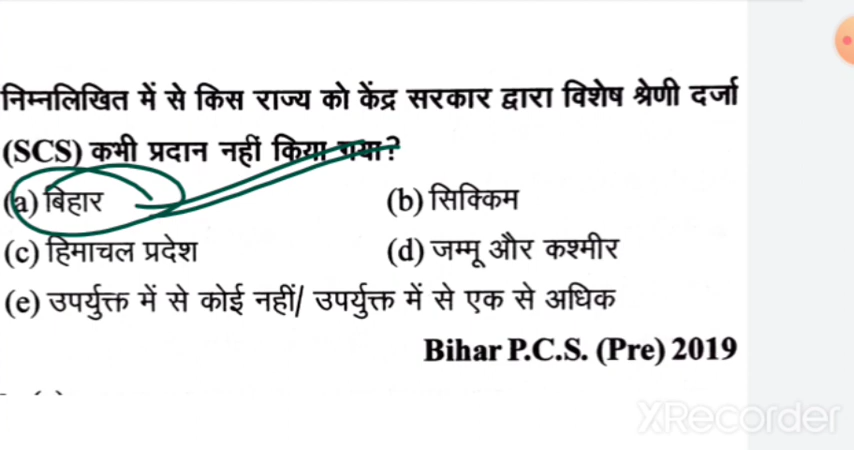 निम्नलिखित में से किस राज्य को केंद्र सरकार द्वारा विशेष श्रेणी दर्जा
(SCS) कभी प्रदान नहीं किया गया?
(a) बिहार (b) सिक्किम
(c) हिमाचल प्रदेश (d) जम्मू और कश्मीर
(e) उपर्युक्त में से कोई नहीं/ उपर्युक्त में से एक से अधिक
Bihar P.C.S. (Pre) 2019
XRecorder